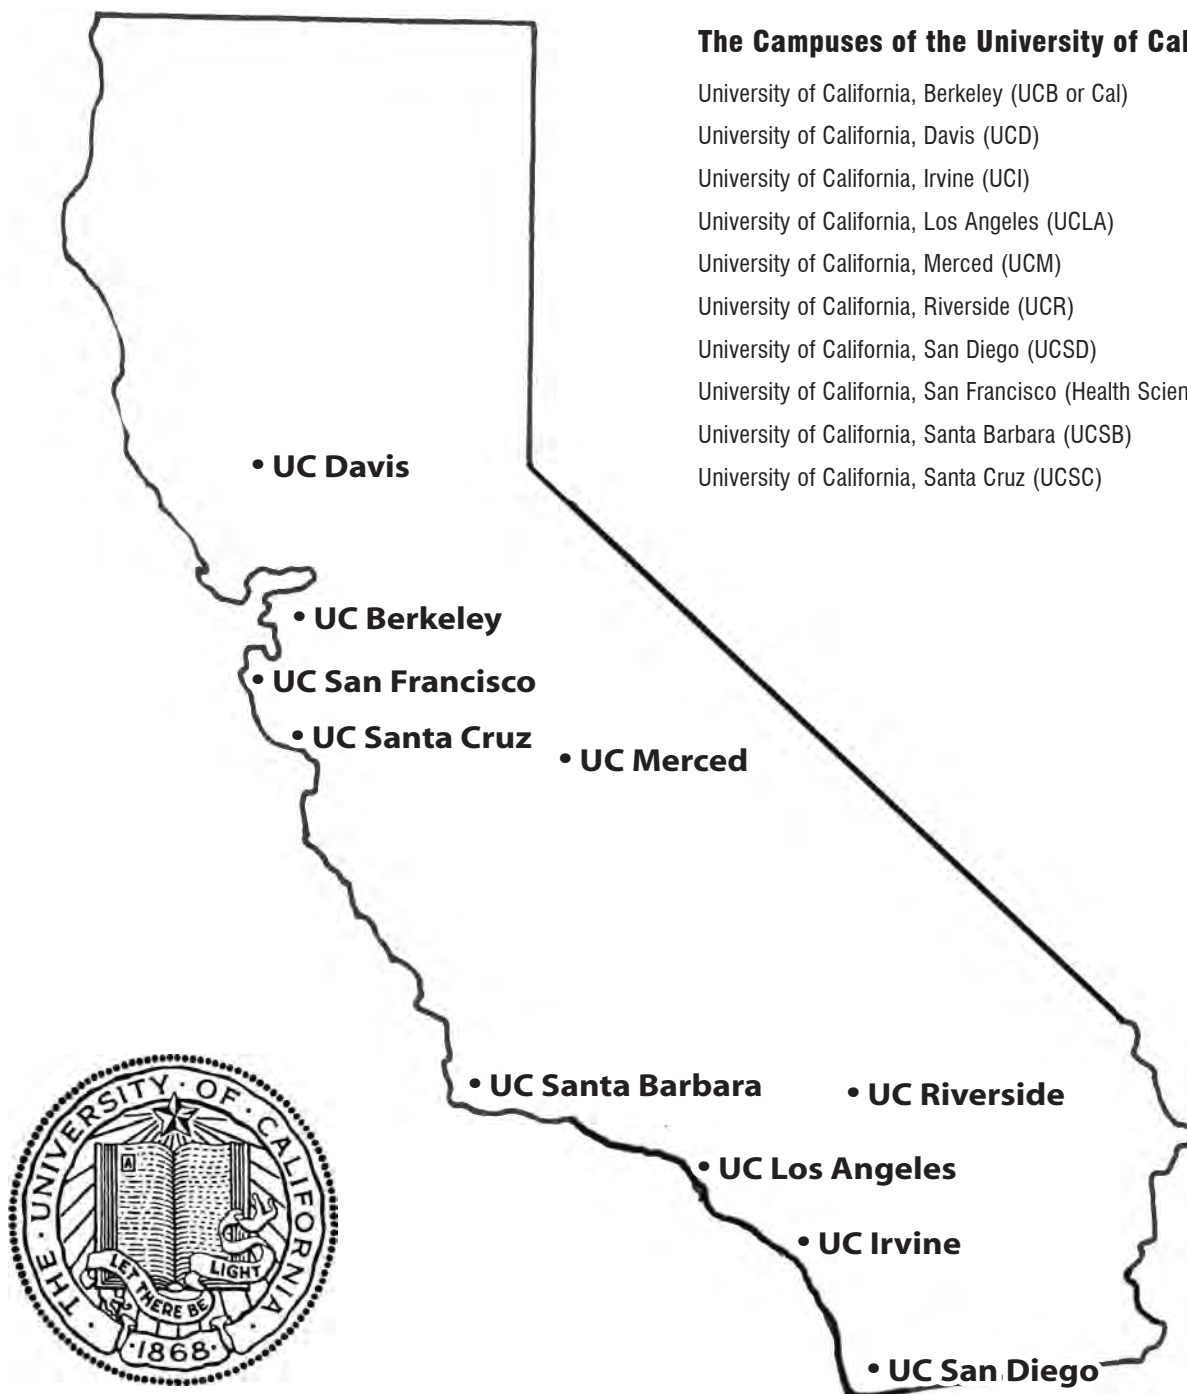 The Campuses of the University of Cal
University of California, Berkeley (UCB or Cal)
University of California, Davis (UCD)
University of California, Irvine (UCI)
University of California, Los Angeles (UCLA)
University of California, Merced (UCM)
University of California, Riverside (UCR)
University of California, San Diego (UCSD)
University of California, San Francisco (Health Scien
University of California, Santa Barbara (UCSB)
University of California, Santa Cruz (UCSC)
• UC Davis
• UC Berkeley
• UC San Francisco
• UC Santa Cruz
• UC Merced
• UC Santa Barbara
• UC Riverside
• UC Los Angeles
• UC Irvine
• UC San Diego
· THE · UNIVERSITY · OF · CALIFORNIA ·
A
LET THERE BE
LIGHT
·1868·